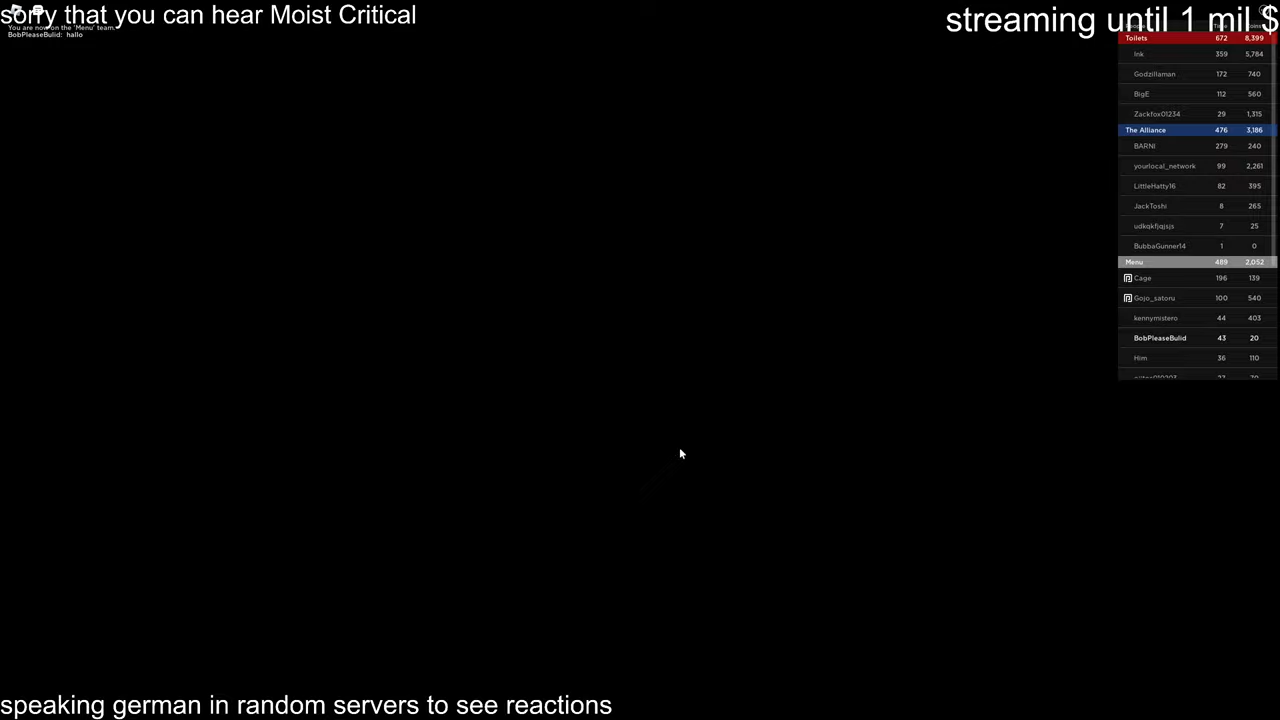 sorry that you can hear Moist Critical
streaming until 1 mil $
You are now on the 'Menu' team.
BobPleaseBulid: hallo
Toilets 672 8,399
Ink 359 5,784
Godzillaman 172 740
BigE 112 560
Zackfox01234 29 1,315
The Alliance 476 3,186
BARNI 279 240
yourlocal_network 99 2,261
LittleHatty16 82 395
JackToshi 8 265
udkqkfjqjsjs 7 25
BubbaGunner14 1 0
Menu 489 2,052
Cage 196 139
Gojo_satoru 100 540
kennymistero 44 403
BobPleaseBulid 43 20
Him 36 110
speaking german in random servers to see reactions